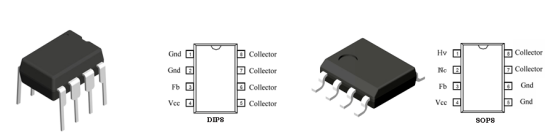 Gnd 1 8 Collector
Gnd 2 7 Collector
Fb 3 6 Collector
Vcc 4 5 Collector
DIP8
Hv 1 8 Collector
Nc 2 7 Collector
Fb 3 6 Gnd
Vcc 4 5 Gnd
SOP8